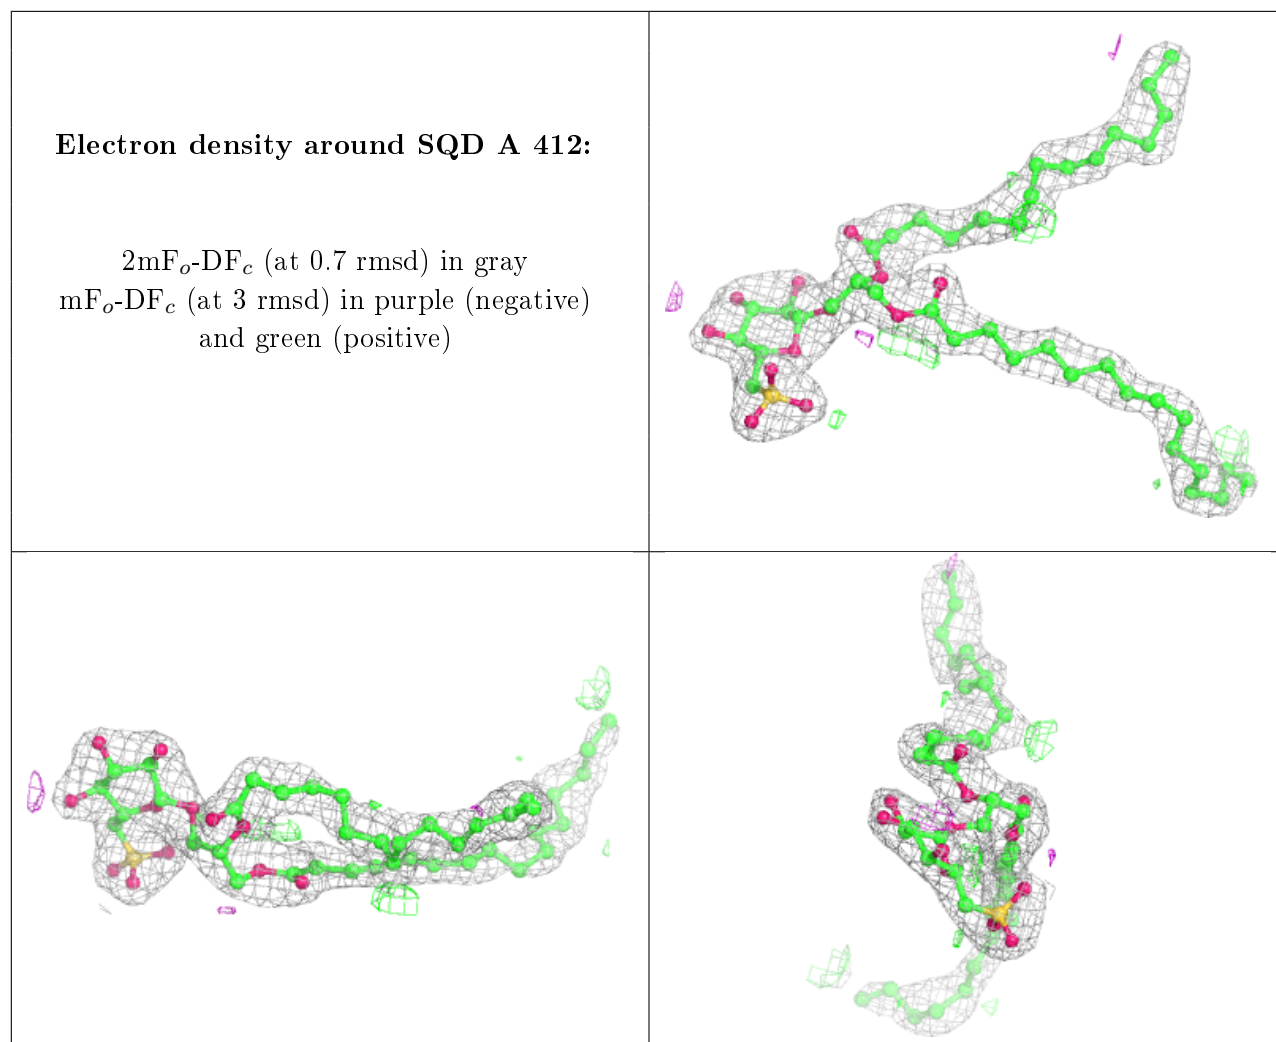 Electron density around SQD A 412:
2mFₒ-DF𝒸 (at 0.7 rmsd) in gray
mFₒ-DF𝒸 (at 3 rmsd) in purple (negative)
and green (positive)